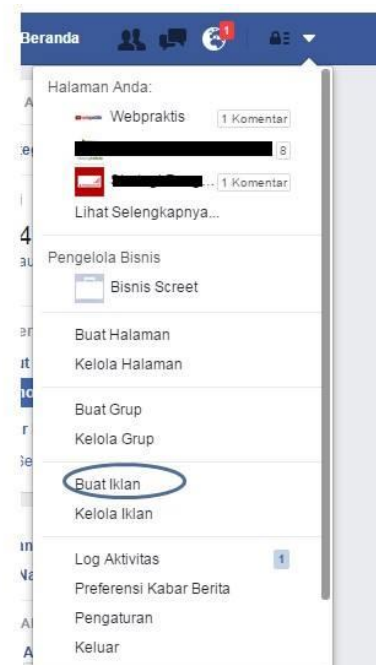 Beranda
1
Halaman Anda:
Webpraktis 1 Komentar
8
1 Komentar
Lihat Selengkapnya...
Pengelola Bisnis
Bisnis Screet
Buat Halaman
Kelola Halaman
Buat Grup
Kelola Grup
Buat Iklan
Kelola Iklan
Log Aktivitas 1
Preferensi Kabar Berita
Pengaturan
Keluar